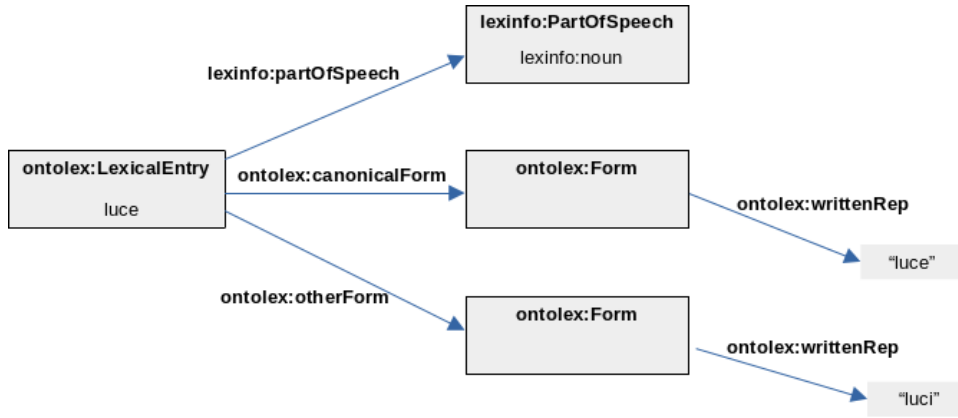 lexinfo:PartOfSpeech
lexinfo:noun
lexinfo:partOfSpeech
ontolex:LexicalEntry
luce
ontolex:canonicalForm
ontolex:Form
ontolex:writtenRep
“luce”
ontolex:otherForm
ontolex:Form
ontolex:writtenRep
“luci”